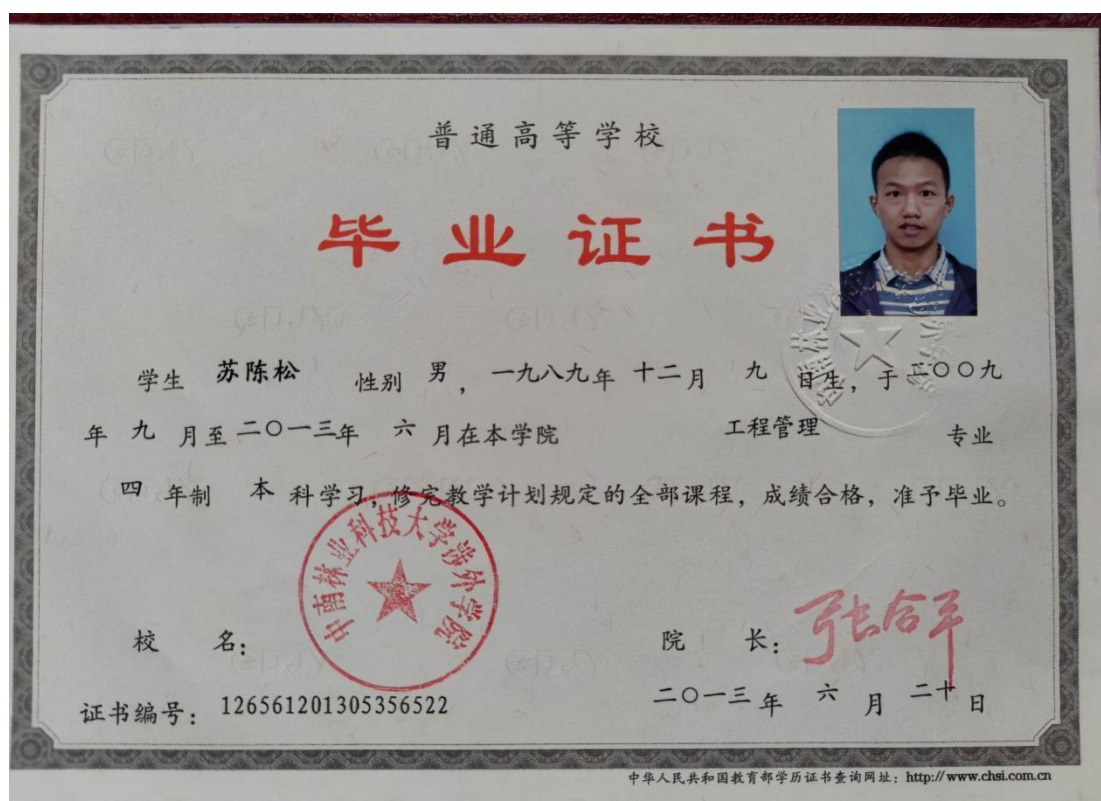 普通高等学校
毕业证书
学生 苏陈松 性别 男，一九八九年 十二月 九 日生，于二〇〇九
年 九 月至二〇一三年 六 月在本学院 工程管理 专业
四 年制 本 科学习，修完教学计划规定的全部课程，成绩合格，准予毕业。
中南林业科技大学涉外学院
校 名： 院 长：张合平
证书编号：126561201305356522 二〇一三年 六 月 二十 日
中华人民共和国教育部学历证书查询网址：http://www.chsi.com.cn